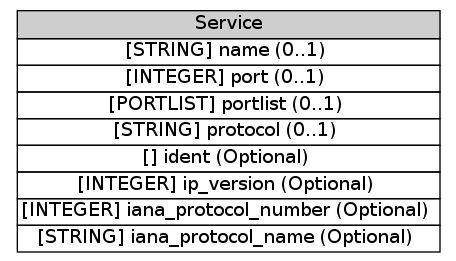 Service
[STRING] name (0..1)
[INTEGER] port (0..1)
[PORTLIST] portlist (0..1)
[STRING] protocol (0..1)
[] ident (Optional)
[INTEGER] ip_version (Optional)
[INTEGER] iana_protocol_number (Optional)
[STRING] iana_protocol_name (Optional)